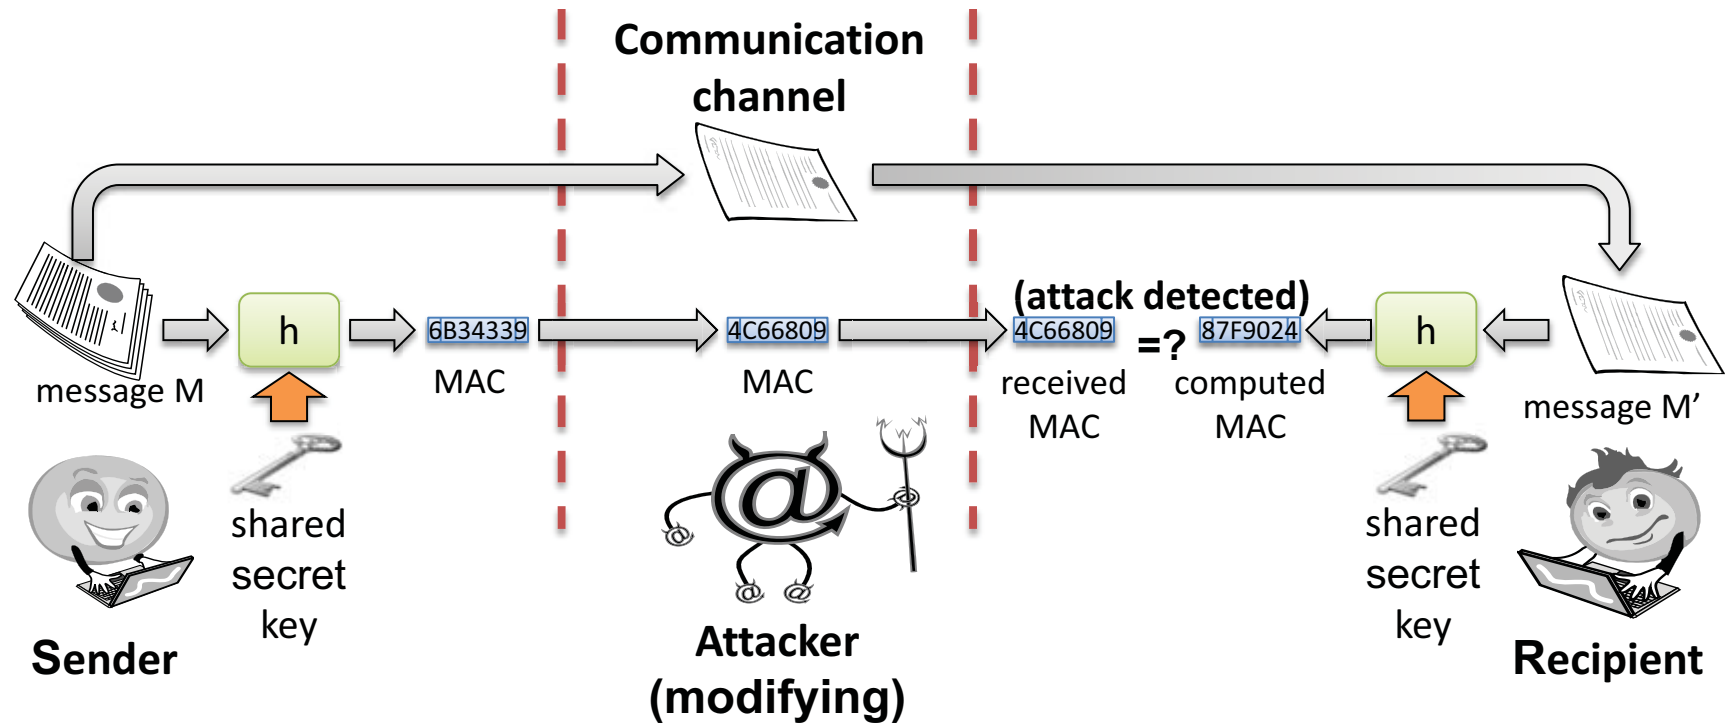 Communication
channel
(attack detected)
h
6B34339
4C66809
4C66809
=?
87F9024
h
message M
MAC
MAC
received
MAC
computed
MAC
message M’
@
shared
secret
key
shared
secret
key
Sender
Attacker
(modifying)
Recipient